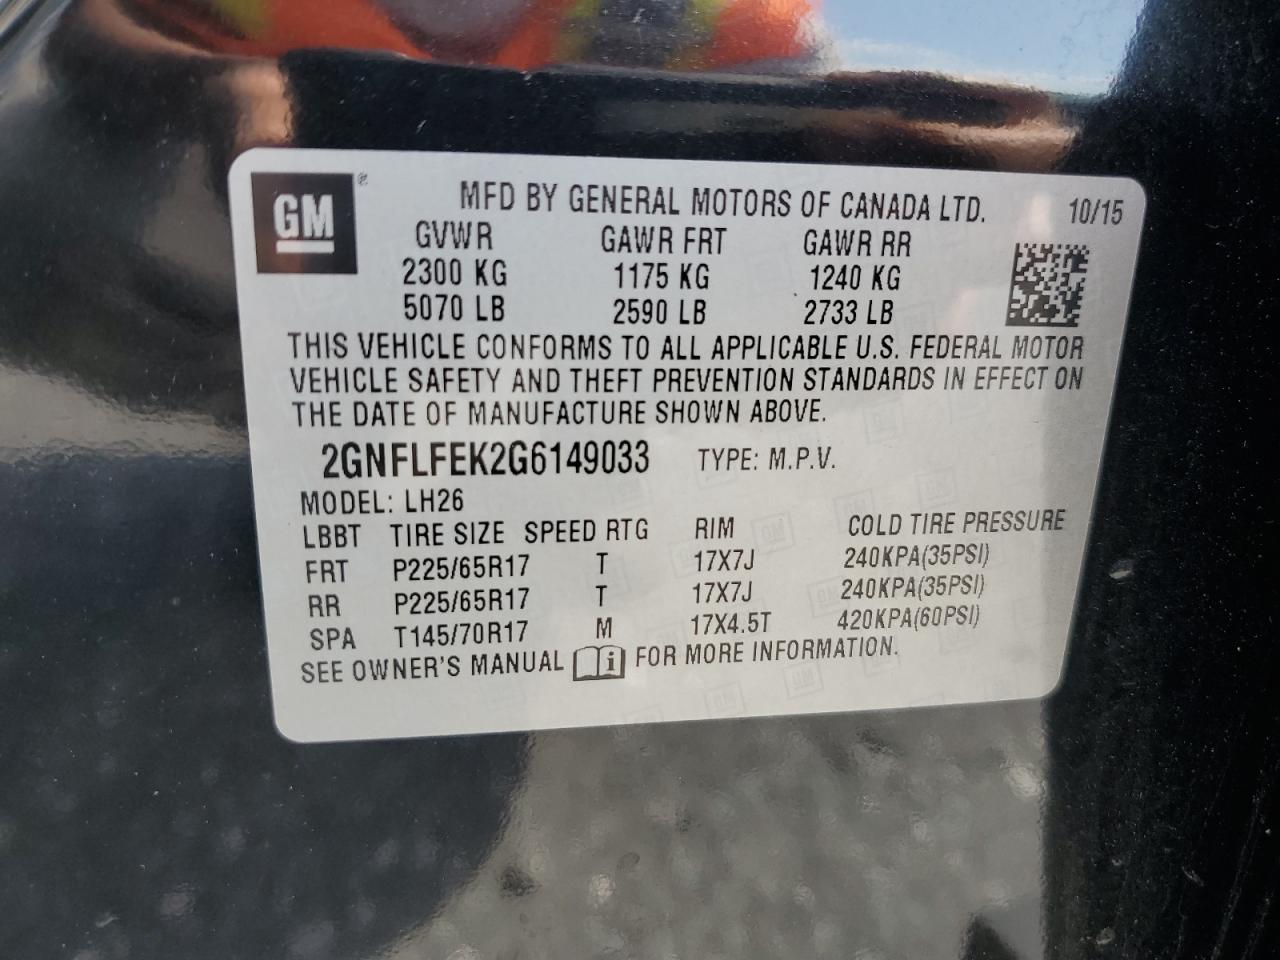 GM®
MFD BY GENERAL MOTORS OF CANADA LTD. 10/15
GVWR GAWR FRT GAWR RR
2300 KG 1175 KG 1240 KG
5070 LB 2590 LB 2733 LB
THIS VEHICLE CONFORMS TO ALL APPLICABLE U.S. FEDERAL MOTOR
VEHICLE SAFETY AND THEFT PREVENTION STANDARDS IN EFFECT ON
THE DATE OF MANUFACTURE SHOWN ABOVE.
2GNFLFEK2G6149033 TYPE: M.P.V.
MODEL: LH26
LBBT TIRE SIZE SPEED RTG RIM COLD TIRE PRESSURE
FRT P225/65R17 T 17X7J 240KPA(35PSI)
RR P225/65R17 T 17X7J 240KPA(35PSI)
SPA T145/70R17 M 17X4.5T 420KPA(60PSI)
SEE OWNER'S MANUAL i FOR MORE INFORMATION.